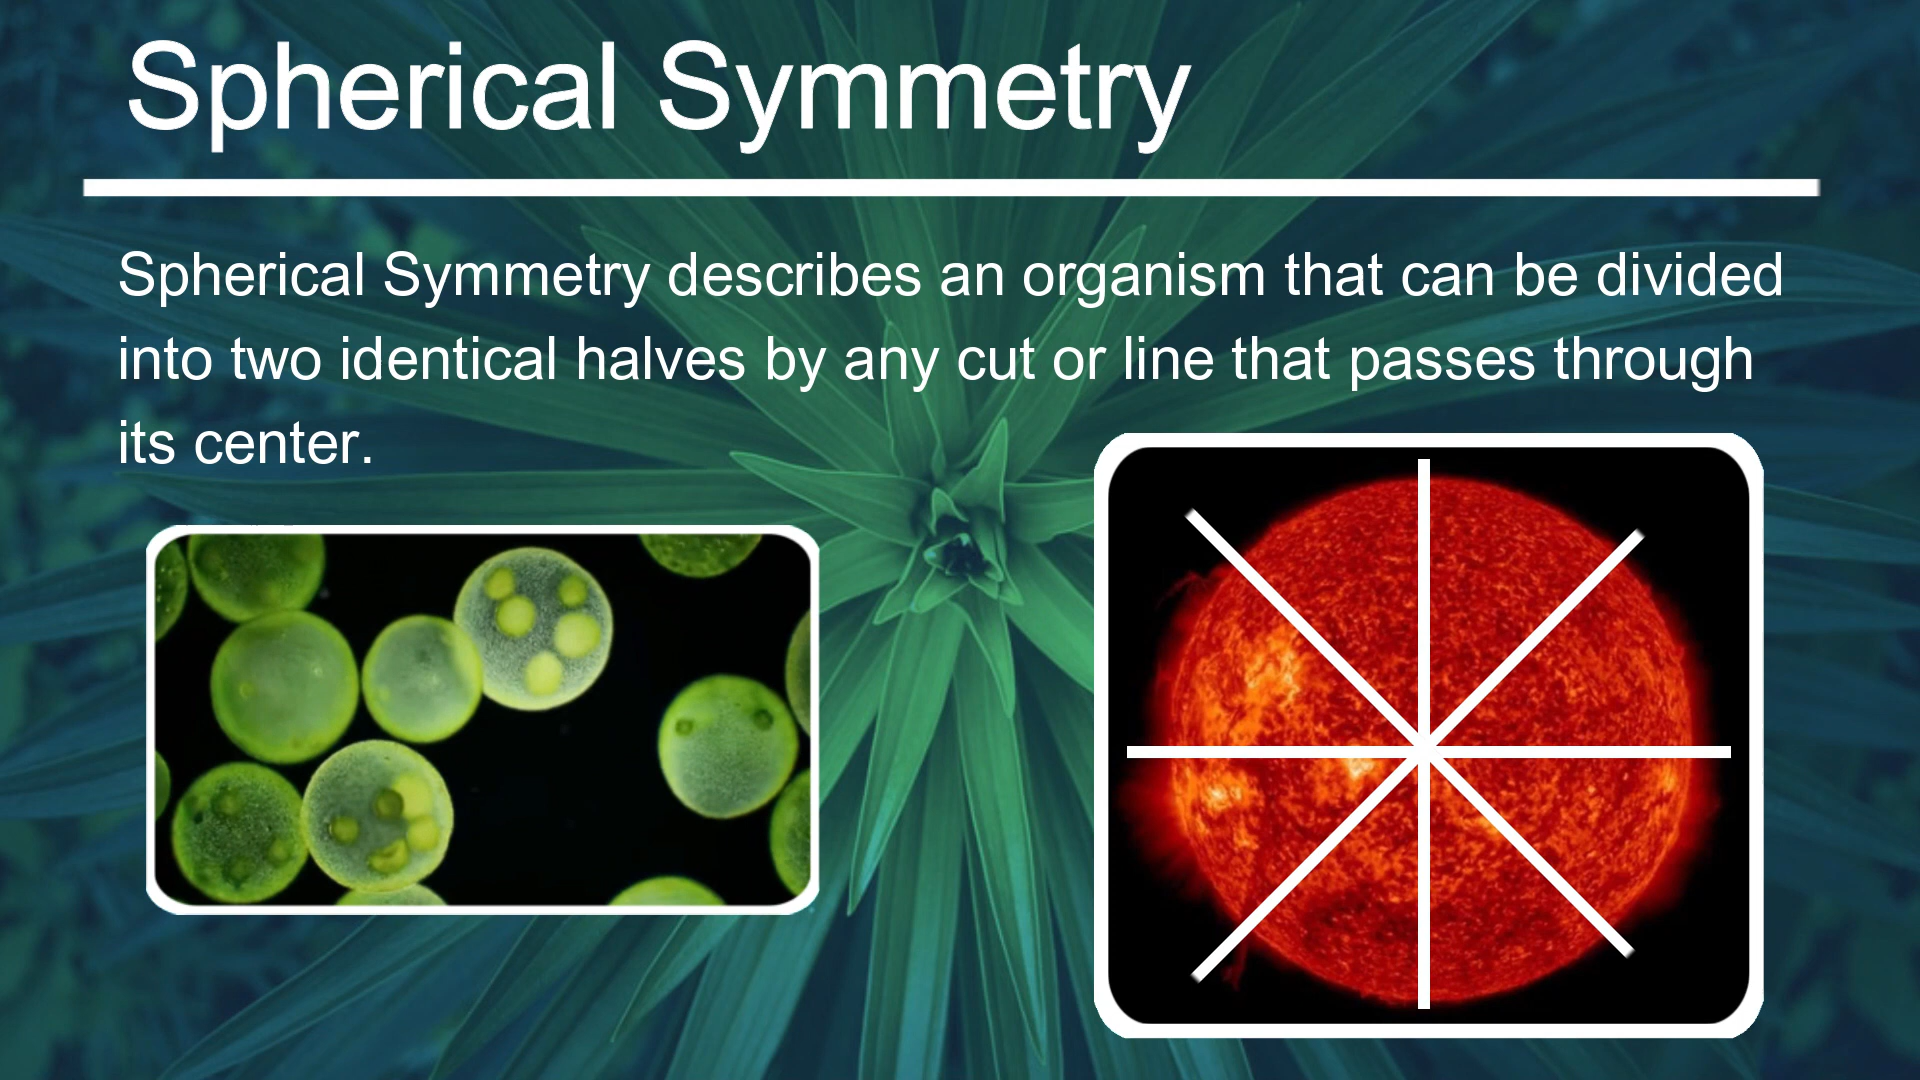 Spherical Symmetry
Spherical Symmetry describes an organism that can be divided
into two identical halves by any cut or line that passes through
its center.